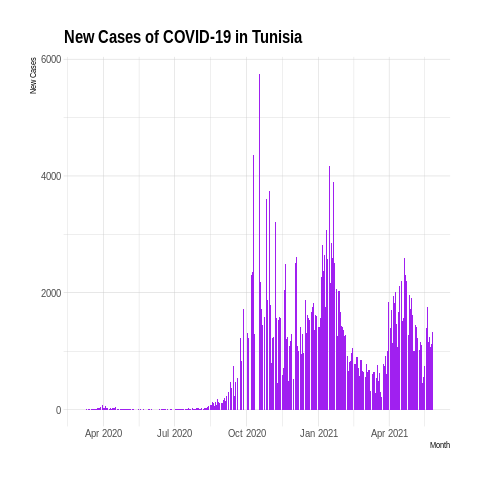 New Cases of COVID-19 in Tunisia
New Cases
6000
4000
2000
0
Apr 2020
Jul 2020
Oct 2020
Jan 2021
Apr 2021
Month